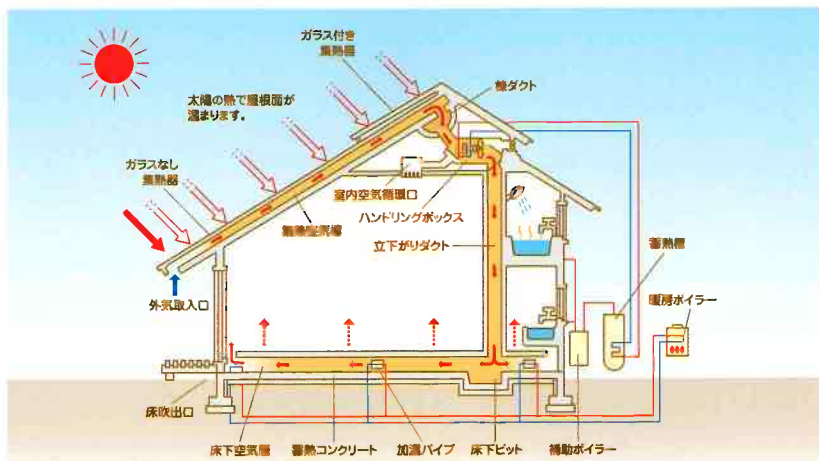 ガラス付き
集熱器
棟ダクト
太陽の熱で屋根面が
温まります。
ガラスなし
集熱器
室内空気循環口
ハンドリングボックス
集熱空気層
立下がりダクト
蓄熱槽
外気取入口
暖房ボイラー
床吹出口
床下空気層
蓄熱コンクリート
加温パイプ
床下ピット
補助ボイラー